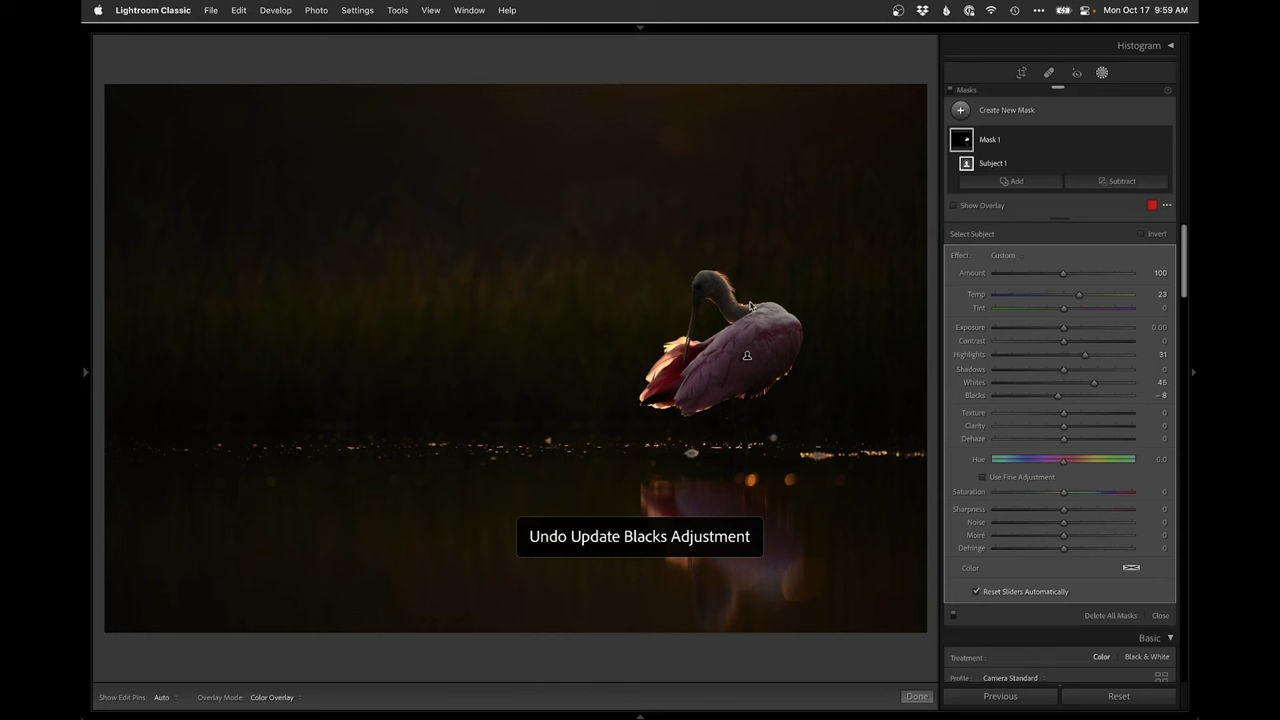 Lightroom Classic File Edit Develop Photo Settings Tools View Window Help Mon Oct 17 9:59 AM
Histogram
Masks
Create New Mask
Mask 1
Subject 1
Add Subtract
Show Overlay
Select Subject Invert
Effect : Custom
Amount 100
Temp 23
Tint 0
Exposure 0.00
Contrast 0
Highlights 31
Shadows 0
Whites 45
Blacks – 8
Texture 0
Clarity 0
Dehaze 0
Hue 0.0
Use Fine Adjustment
Saturation 0
Sharpness 0
Noise 0
Moiré 0
Defringe 0
Color
Reset Sliders Automatically
Undo Update Blacks Adjustment
Delete All Masks Close
Basic
Treatment : Color Black & White
Profile : Camera Standard
Show Edit Pins: Auto Overlay Mode: Color Overlay Done Previous Reset